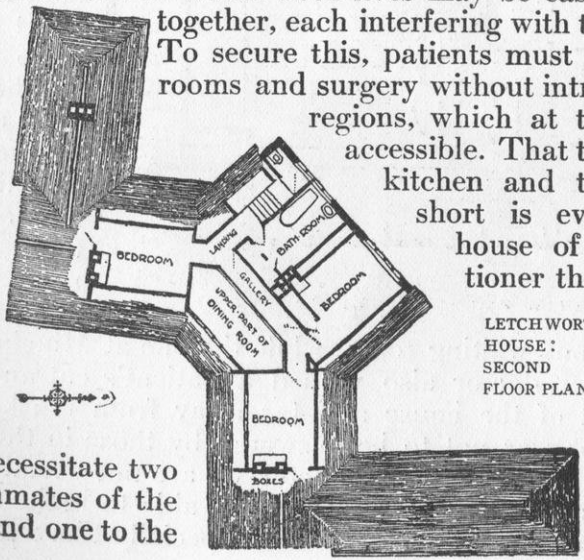 together, each interfering with t
To secure this, patients must
rooms and surgery without intr
regions, which at t
accessible. That t
kitchen and t
short is ev
house of
tioner th
LETCHWOR
HOUSE:
SECOND
FLOOR PLAN
LANDING
BATH ROOM
BEDROOM
GALLERY
BEDROOM
UPPER·PART OF
DINING ROOM
BEDROOM
BOXES
ecessitate two
mates of the
nd one to the